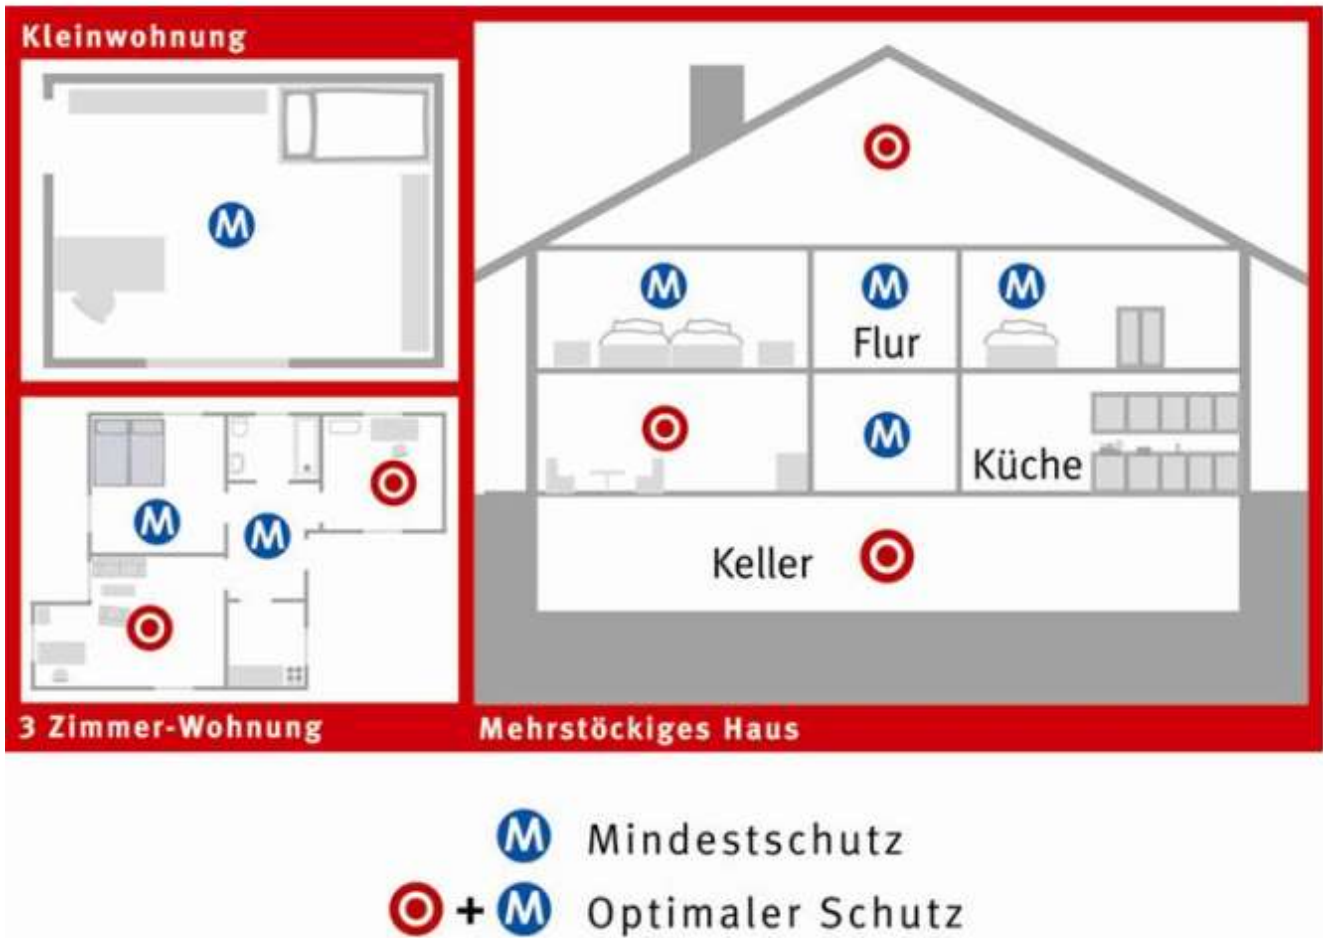 Kleinwohnung
M
3 Zimmer-Wohnung
M
M
Mehrstöckiges Haus
M
M
M
Flur
M
Küche
Keller
M Mindestschutz
+ M Optimaler Schutz